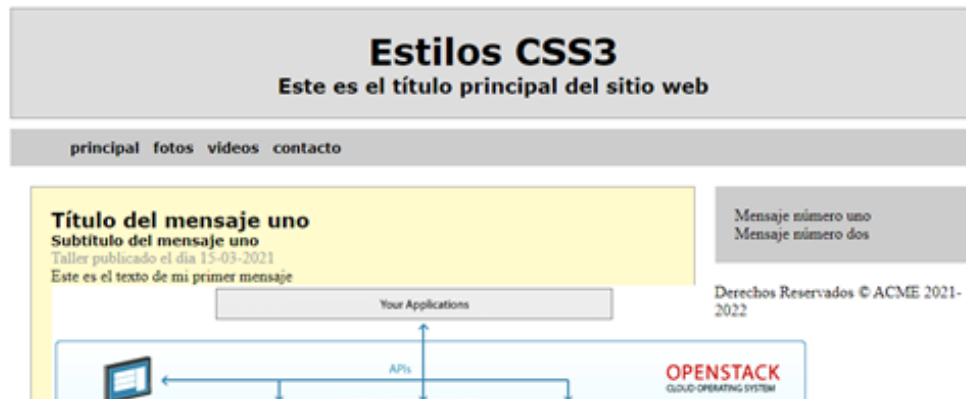 Estilos CSS3
Este es el título principal del sitio web
principal fotos videos contacto
Título del mensaje uno
Subtítulo del mensaje uno
Taller publicado el dia 15-03-2021
Este es el texto de mi primer mensaje
Your Applications
APIs
OPENSTACK
CLOUD OPERATING SYSTEM
Mensaje número uno
Mensaje número dos
Derechos Reservados © ACME 2021-
2022